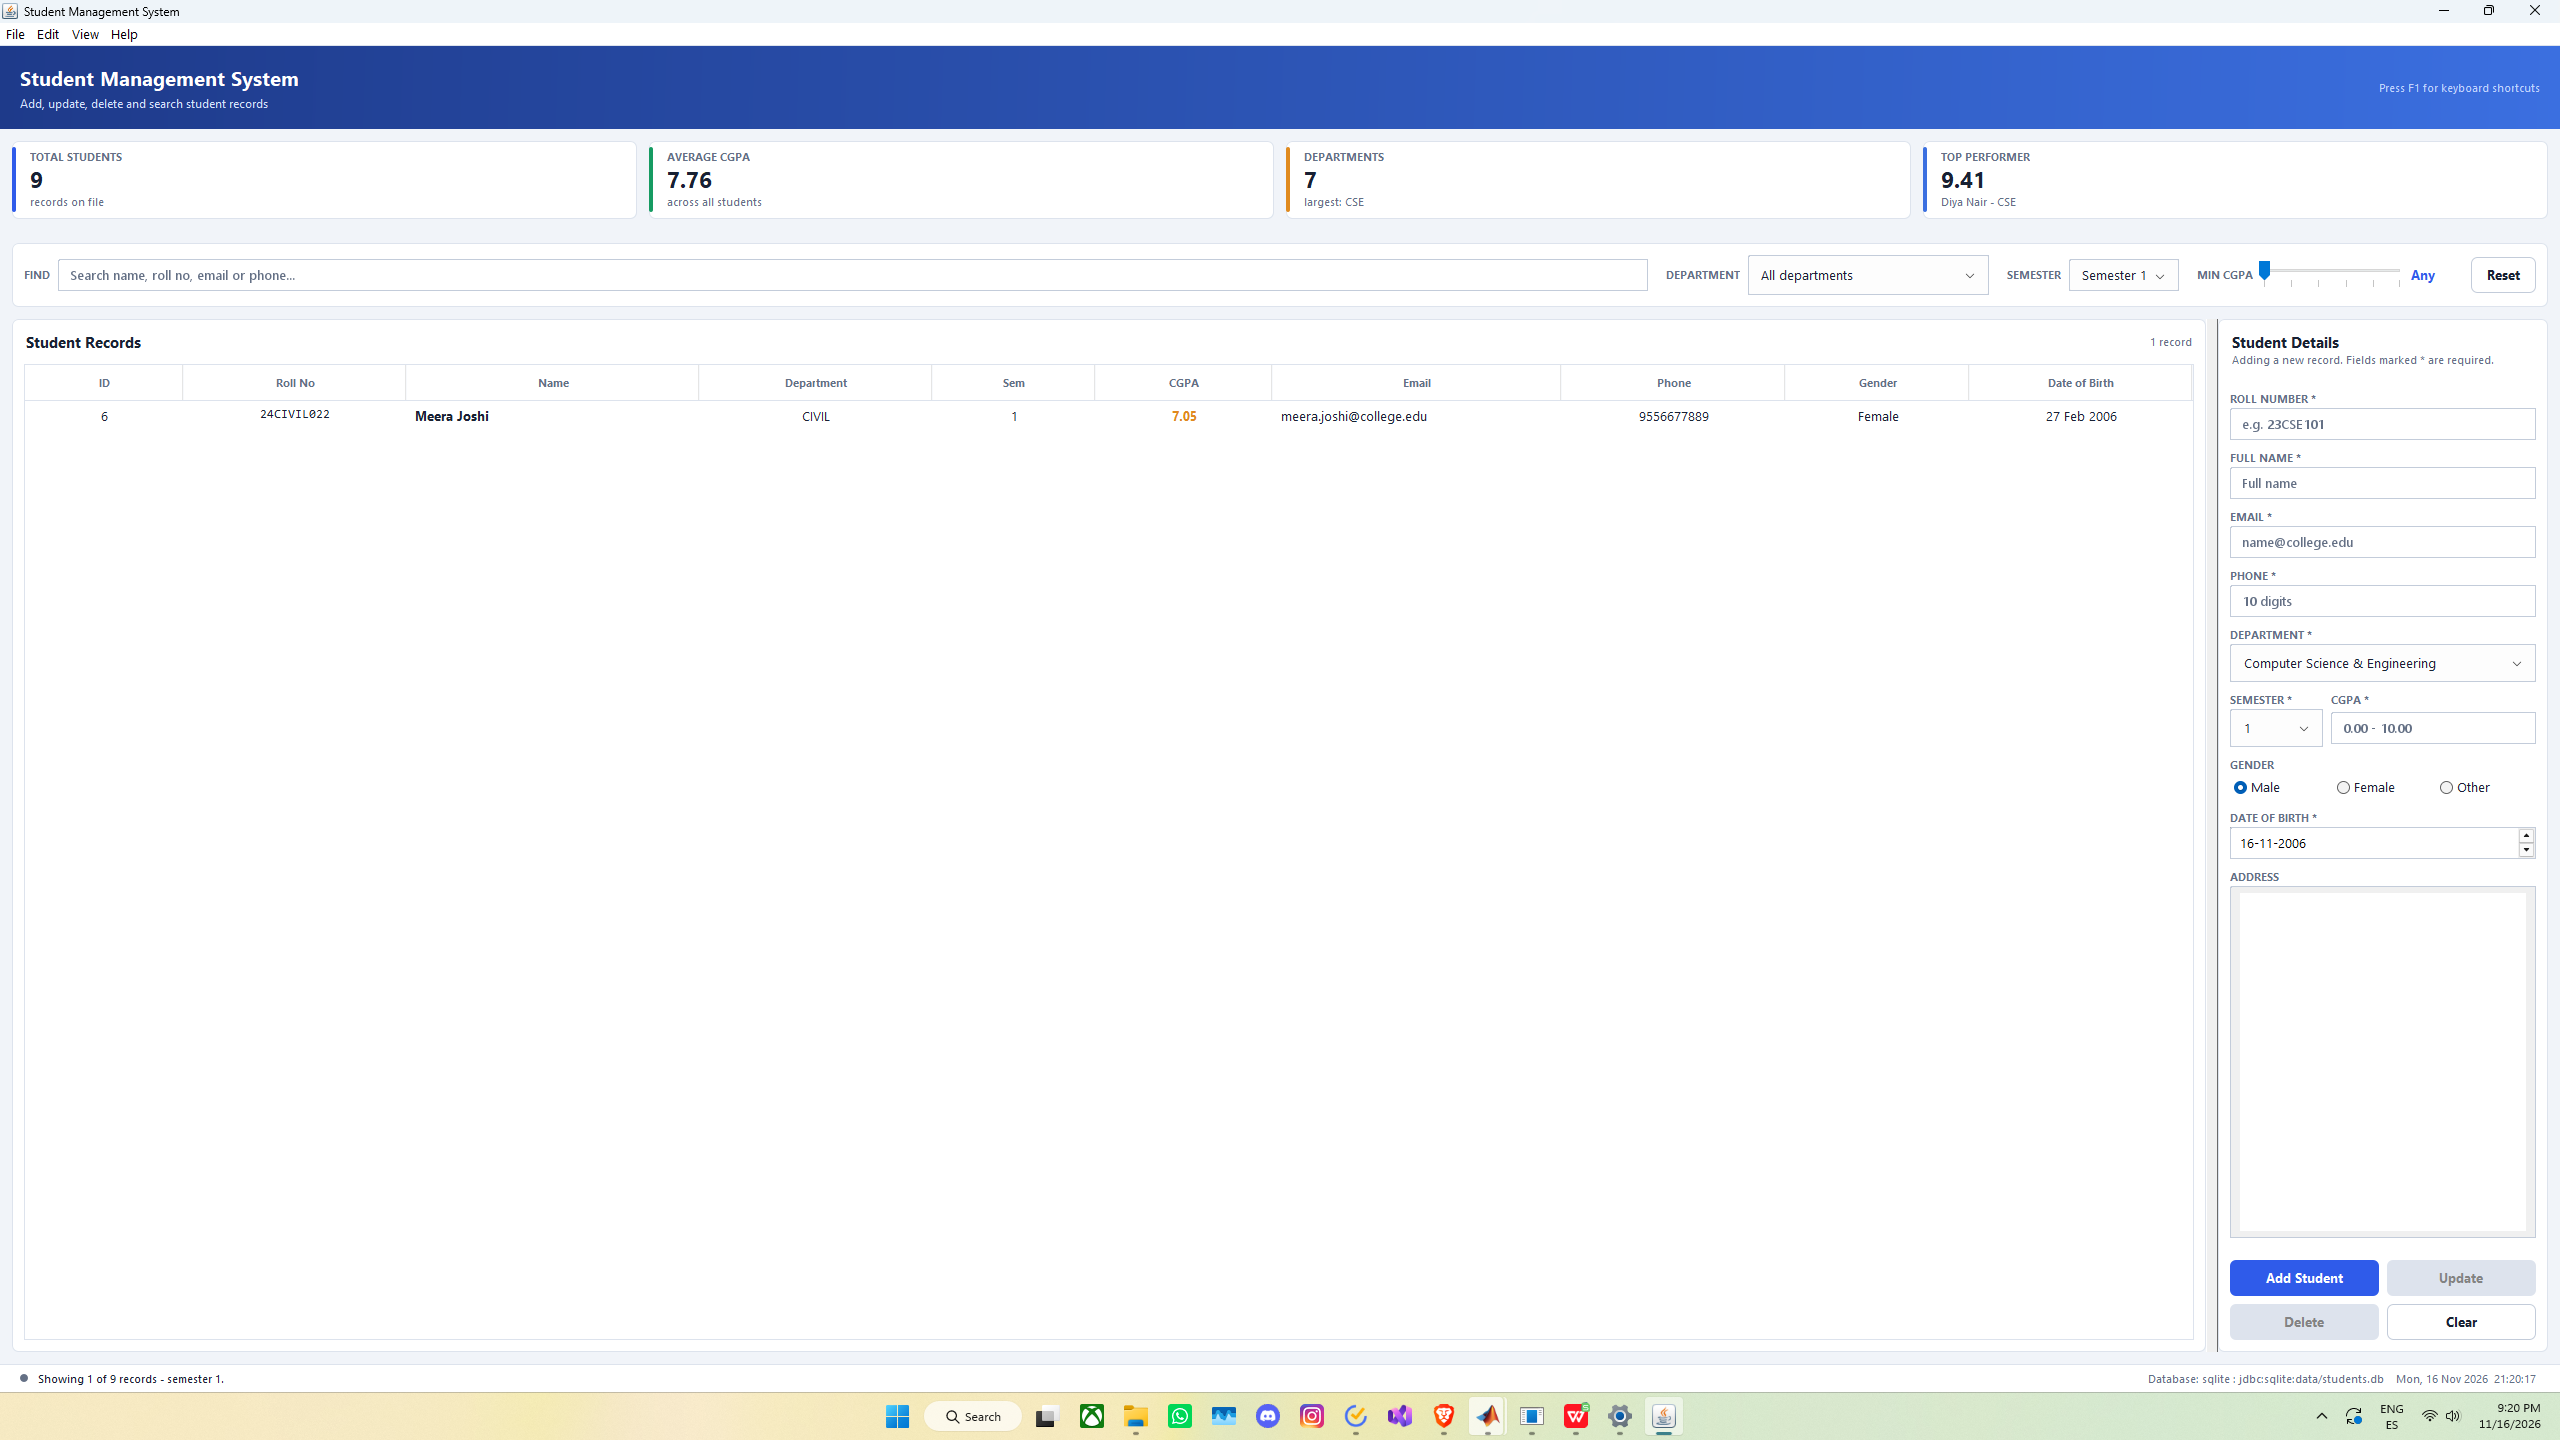 Student Management System
File Edit View Help
Student Management System
Add, update, delete and search student records
Press F1 for keyboard shortcuts
TOTAL STUDENTS
9
records on file
AVERAGE CGPA
7.76
across all students
DEPARTMENTS
7
largest: CSE
TOP PERFORMER
9.41
Diya Nair - CSE
FIND Search name, roll no, email or phone... DEPARTMENT All departments SEMESTER Semester 1 MIN CGPA Any Reset
Student Records 1 record
ID Roll No Name Department Sem CGPA Email Phone Gender Date of Birth
6 24CIVIL022 Meera Joshi CIVIL 1 7.05 meera.joshi@college.edu 9556677889 Female 27 Feb 2006
Student Details
Adding a new record. Fields marked * are required.
ROLL NUMBER *
e.g. 23CSE101
FULL NAME *
Full name
EMAIL *
name@college.edu
PHONE *
10 digits
DEPARTMENT *
Computer Science & Engineering
SEMESTER * CGPA *
1 0.00 - 10.00
GENDER
Male Female Other
DATE OF BIRTH *
16-11-2006
ADDRESS
Add Student Update
Delete Clear
Showing 1 of 9 records - semester 1.
Database: sqlite : jdbc:sqlite:data/students.db Mon, 16 Nov 2026 21:20:17
Search
ENG
ES
9:20 PM
11/16/2026